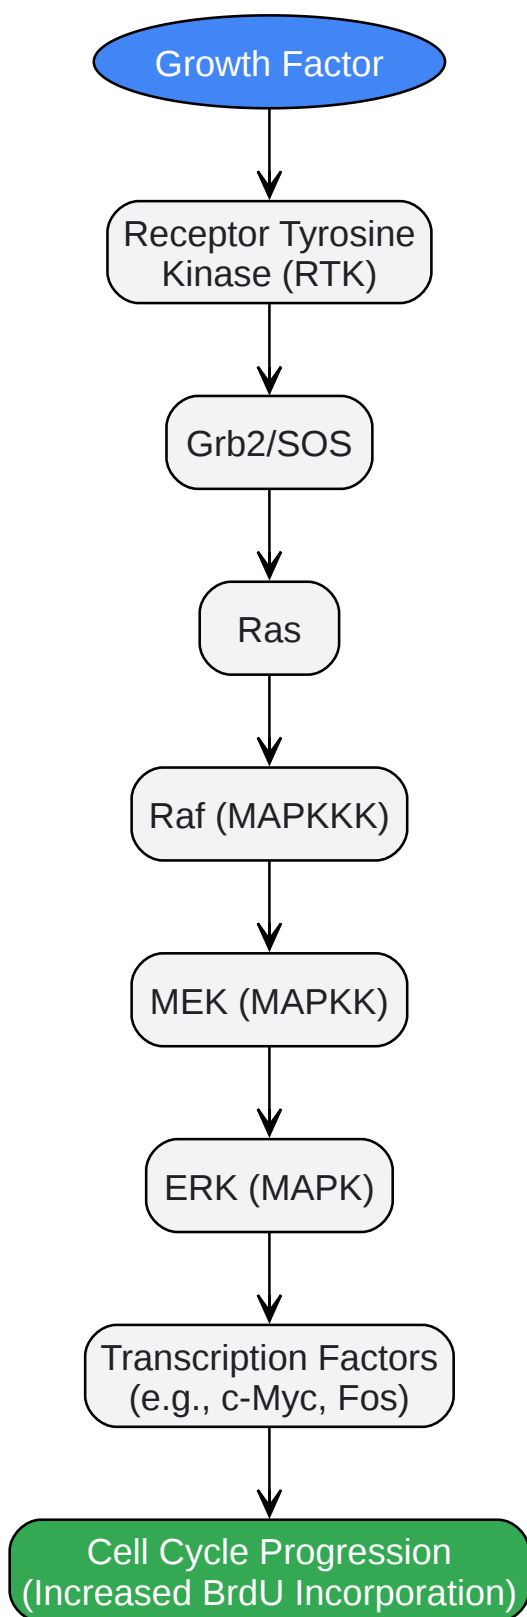 Growth Factor
Receptor Tyrosine
Kinase (RTK)
Grb2/SOS
Ras
Raf (MAPKKK)
MEK (MAPKK)
ERK (MAPK)
Transcription Factors
(e.g., c-Myc, Fos)
Cell Cycle Progression
(Increased BrdU Incorporation)